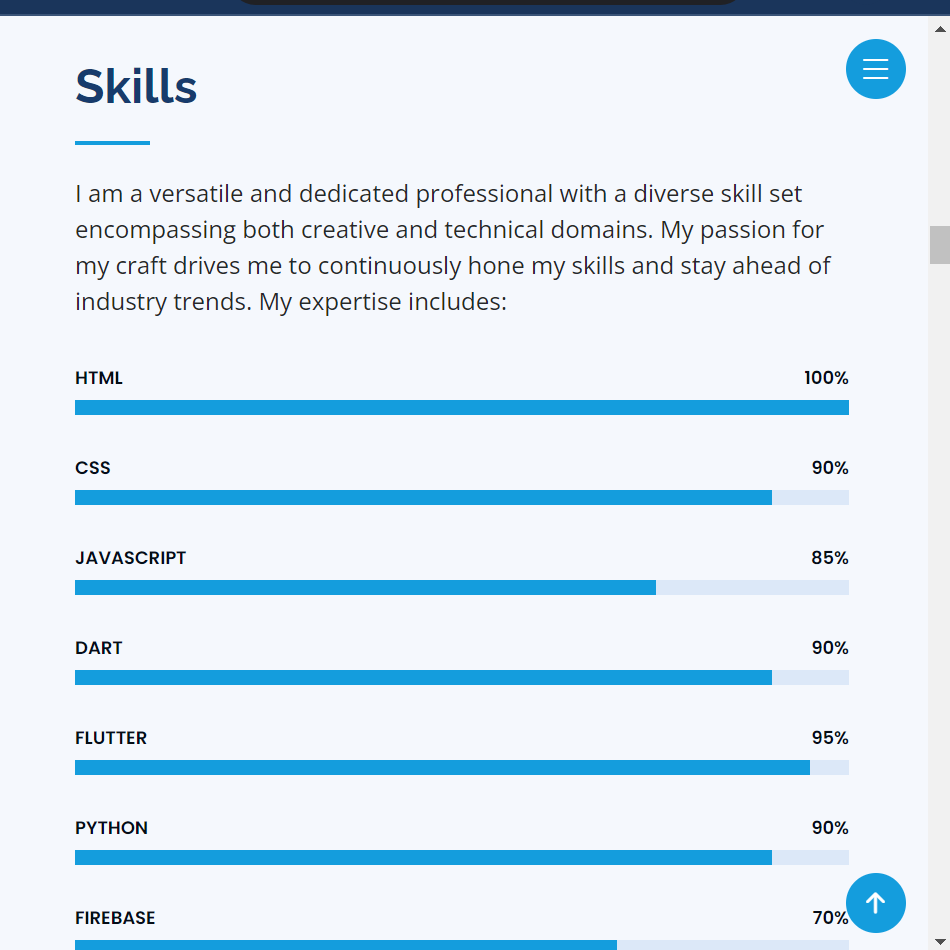 Skills
I am a versatile and dedicated professional with a diverse skill set
encompassing both creative and technical domains. My passion for
my craft drives me to continuously hone my skills and stay ahead of
industry trends. My expertise includes:
HTML 100%
CSS 90%
JAVASCRIPT 85%
DART 90%
FLUTTER 95%
PYTHON 90%
FIREBASE 70%